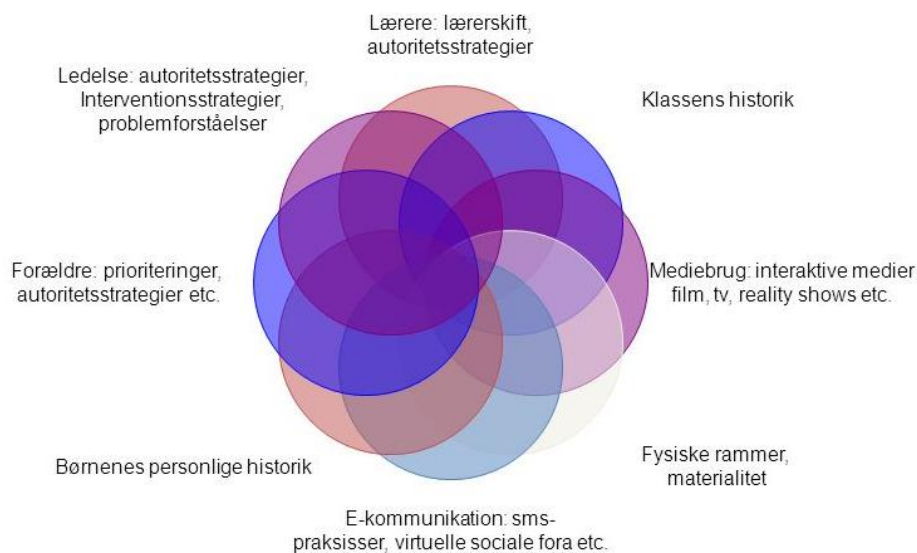 Lærere: lærerskift,
autoritetsstrategier
Ledelse: autoritetsstrategier,
Interventionsstrategier,
problemforståelser
Klassens historik
Forældre: prioriteringer,
autoritetsstrategier etc.
Mediebrug: interaktive medier
film, tv, reality shows etc.
Børnenes personlige historik
Fysiske rammer,
materialitet
E-kommunikation: sms-
praksisser, virtuelle sociale fora etc.